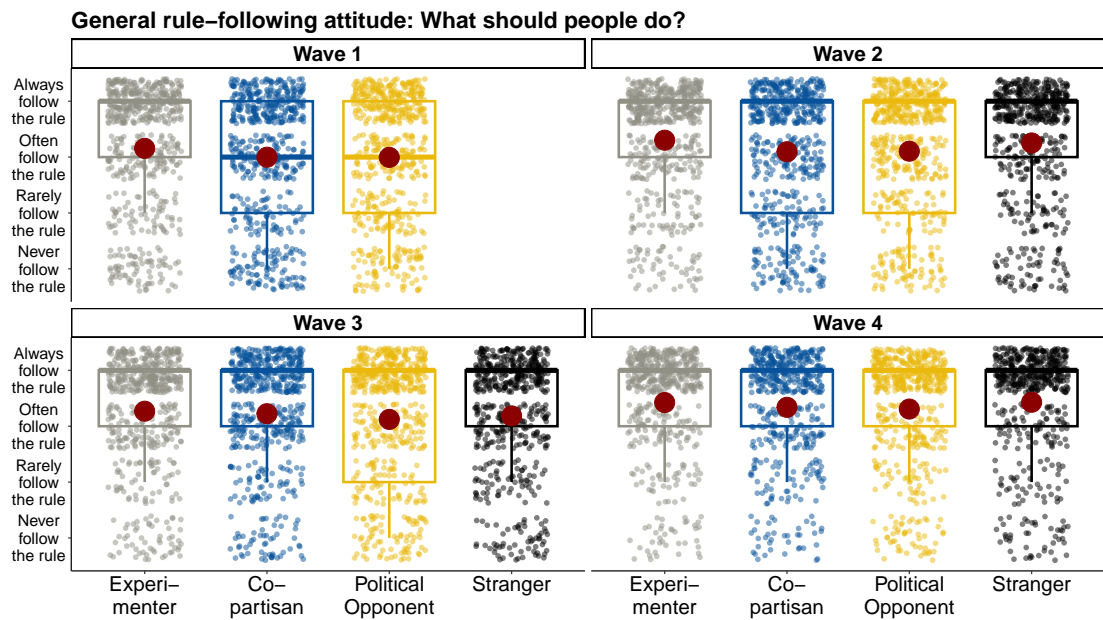 General rule–following attitude: What should people do?
Wave 1
Wave 2
Always
follow
the rule
Often
follow
the rule
Rarely
follow
the rule
Never
follow
the rule
Wave 3
Wave 4
Always
follow
the rule
Often
follow
the rule
Rarely
follow
the rule
Never
follow
the rule
Experi–
menter
Co–
partisan
Political
Opponent
Stranger
Experi–
menter
Co–
partisan
Political
Opponent
Stranger